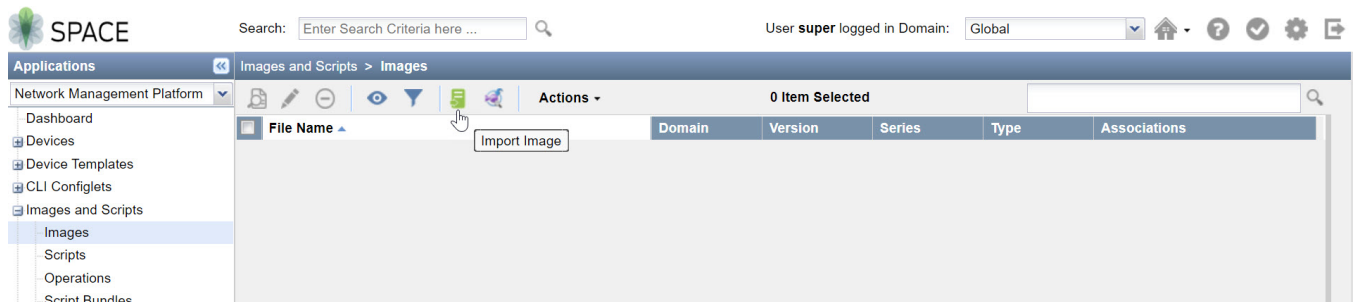 SPACE
Search: Enter Search Criteria here ...
User super logged in Domain: Global
Applications
Images and Scripts > Images
Network Management Platform
Actions
0 Item Selected
Dashboard
File Name
Domain
Version
Series
Type
Associations
Import Image
Devices
Device Templates
CLI Configlets
Images and Scripts
Images
Scripts
Operations
Script Bundles